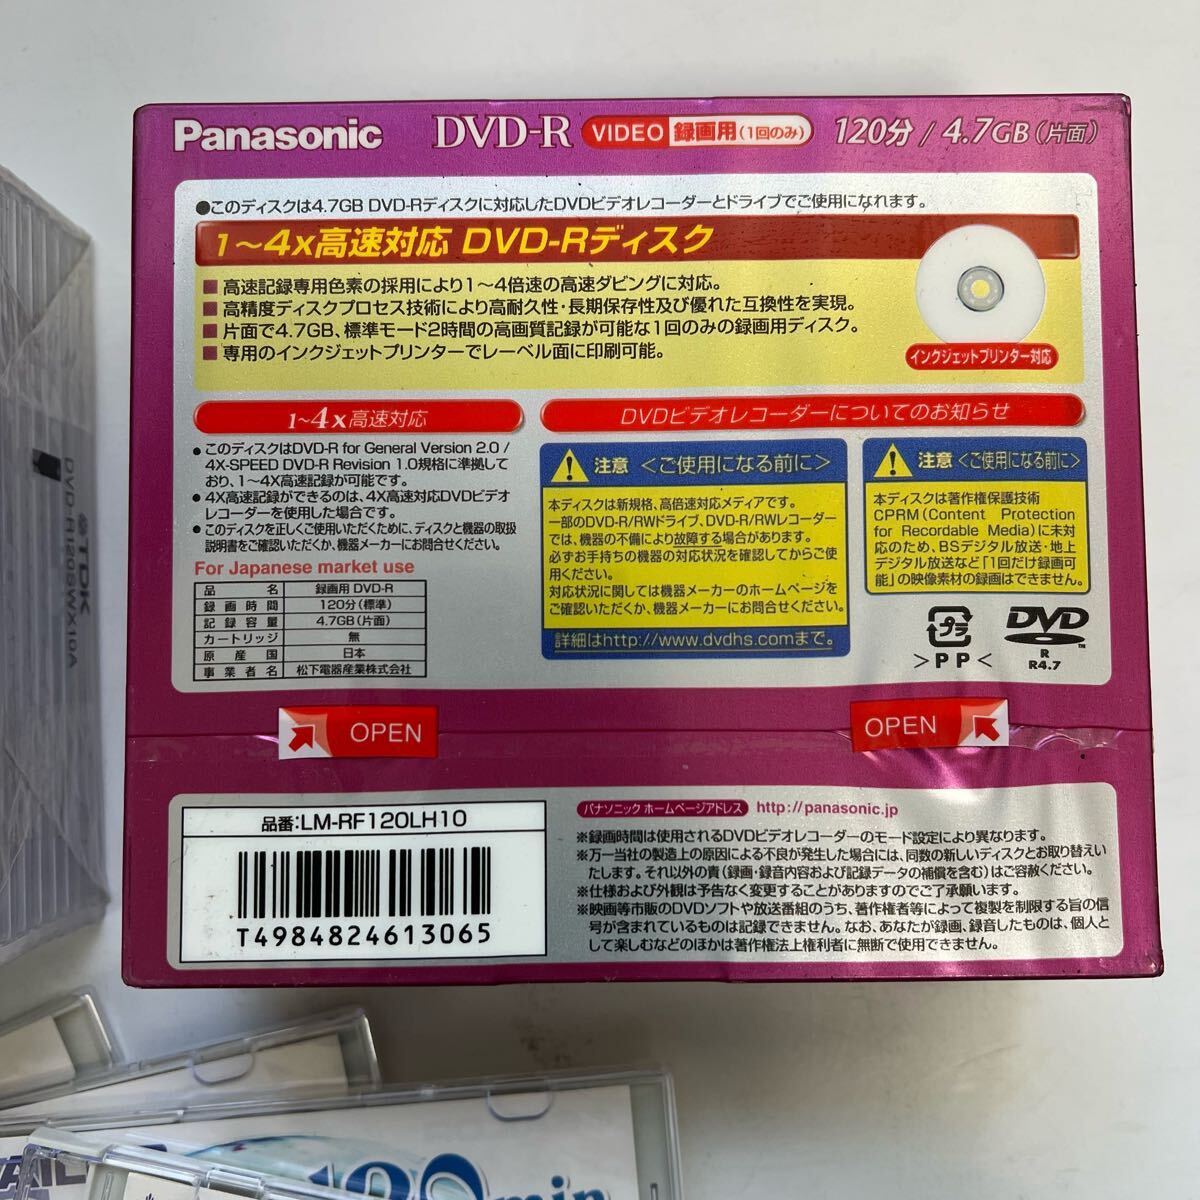 Panasonic DVD-R VIDEO 録画用(1回のみ) 120分 / 4.7GB(片面)
●このディスクは4.7GB DVD-Rディスクに対応したDVDビデオレコーダーとドライブでご使用になれます。
1～4x高速対応 DVD-Rディスク
■高速記録専用色素の採用により1～4倍速の高速ダビングに対応。
■高精度ディスクプロセス技術により高耐久性・長期保存性及び優れた互換性を実現。
■片面で4.7GB、標準モード2時間の高画質記録が可能な1回のみの録画用ディスク。
■専用のインクジェットプリンターでレーベル面に印刷可能。
インクジェットプリンター対応
1～4x高速対応
●このディスクはDVD-R for General Version 2.0 /
4X-SPEED DVD-R Revision 1.0規格に準拠して
おり、1～4X高速記録が可能です。
●4X高速記録ができるのは、4X高速対応DVDビデオ
レコーダーを使用した場合です。
●このディスクを正しくご使用いただくために、ディスクと機器の取扱
説明書をご確認いただくか、機器メーカーにお問合せください。
For Japanese market use
品名 録画用 DVD-R
録画時間 120分(標準)
記録容量 4.7GB(片面)
カートリッジ 無
原産国 日本
事業者名 松下電器産業株式会社
DVDビデオレコーダーについてのお知らせ
注意 <ご使用になる前に>
本ディスクは新規格、高倍速対応メディアです。
一部のDVD-R/RWドライブ、DVD-R/RWレコーダー
では、機器の不備により故障する場合があります。
必ずお手持ちの機器の対応状況を確認してからご使
用ください。
対応状況に関しては機器メーカーのホームページを
ご確認いただくか、機器メーカーにお問合せください。
詳細はhttp://www.dvdhs.comまで。
注意 <ご使用になる前に>
本ディスクは著作権保護技術
CPRM(Content Protection
for Recordable Media)に未対
応のため、BSデジタル放送・地上
デジタル放送など「1回だけ録画可
能」の映像素材の録画はできません。
プラ
>PP<
DVD
R
R4.7
OPEN
OPEN
品番:LM-RF120LH10
T4984824613065
パナソニック ホームページアドレス http://panasonic.jp
※録画時間は使用されるDVDビデオレコーダーのモード設定により異なります。
※万一当社の製造上の原因による不良が発生した場合には、同数の新しいディスクとお取り替えい
たします。それ以外の責(録画・録音内容および記録データの補償を含む)はご容赦ください。
※仕様および外観は予告なく変更することがありますのでご了承願います。
※映画等市販のDVDソフトや放送番組のうち、著作権者等によって複製を制限する旨の信
号が含まれているものは記録できません。なお、あなたが録画、録音したものは、個人と
して楽しむなどのほかは著作権法上権利者に無断で使用できません。
TDK
DVD-R120SWX10A
120min